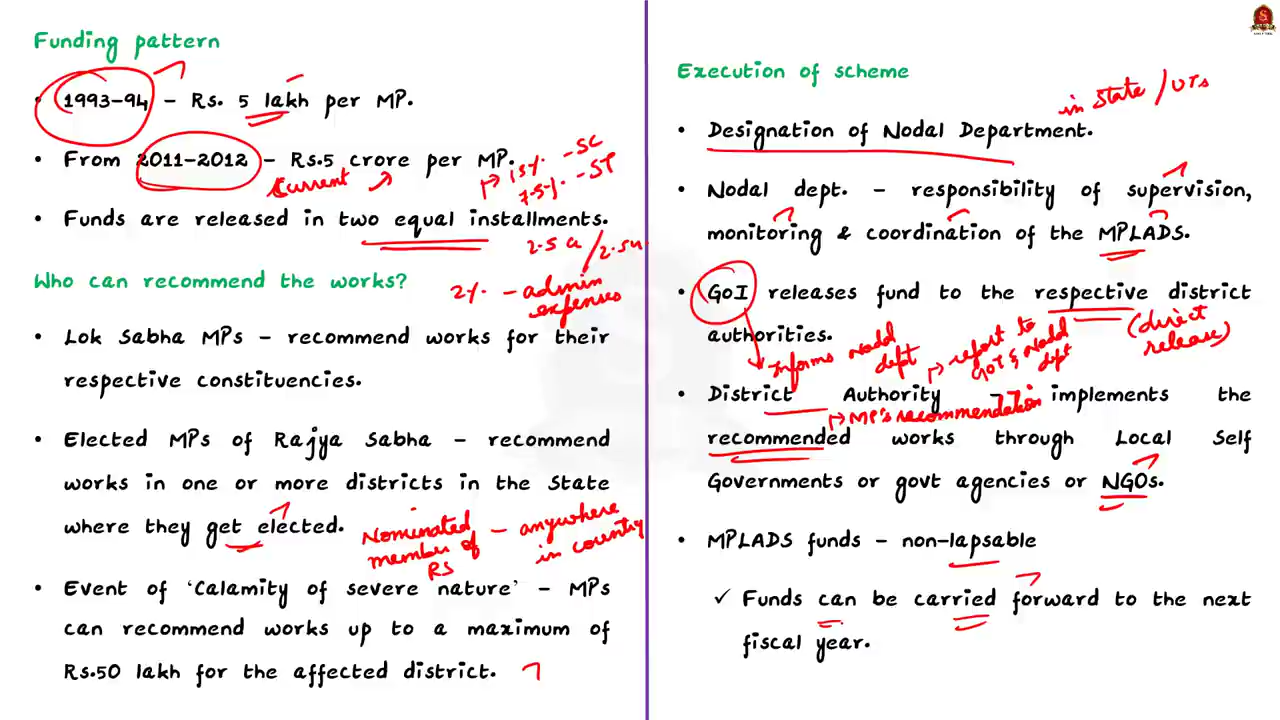 Funding pattern
• 1993-94 - Rs. 5 lakh per MP.
• From 2011-2012 - Rs.5 crore per MP.
Current
15% - SC
7.5% - ST
• Funds are released in two equal installments.
2.5 cr / 2.5 cr
2% - admin
expenses
Who can recommend the works?
• Lok Sabha MPs - recommend works for their
respective constituencies.
• Elected MPs of Rajya Sabha - recommend
works in one or more districts in the State
where they get elected.
Nominated
member of
RS
- anywhere
in country
• Event of ‘Calamity of severe nature’ - MPs
can recommend works up to a maximum of
Rs.50 lakh for the affected district.
Execution of scheme
in State / UTs
• Designation of Nodal Department.
• Nodal dept. - responsibility of supervision,
monitoring & coordination of the MPLADS.
• GoI releases fund to the respective district
authorities.
(direct
release)
Informs Nodal
dept
report to
GOI & Nodal
dept
• District Authority - implements the
MP's recommendation
recommended works through Local Self
Governments or govt agencies or NGOs.
• MPLADS funds - non-lapsable
✓ Funds can be carried forward to the next
fiscal year.